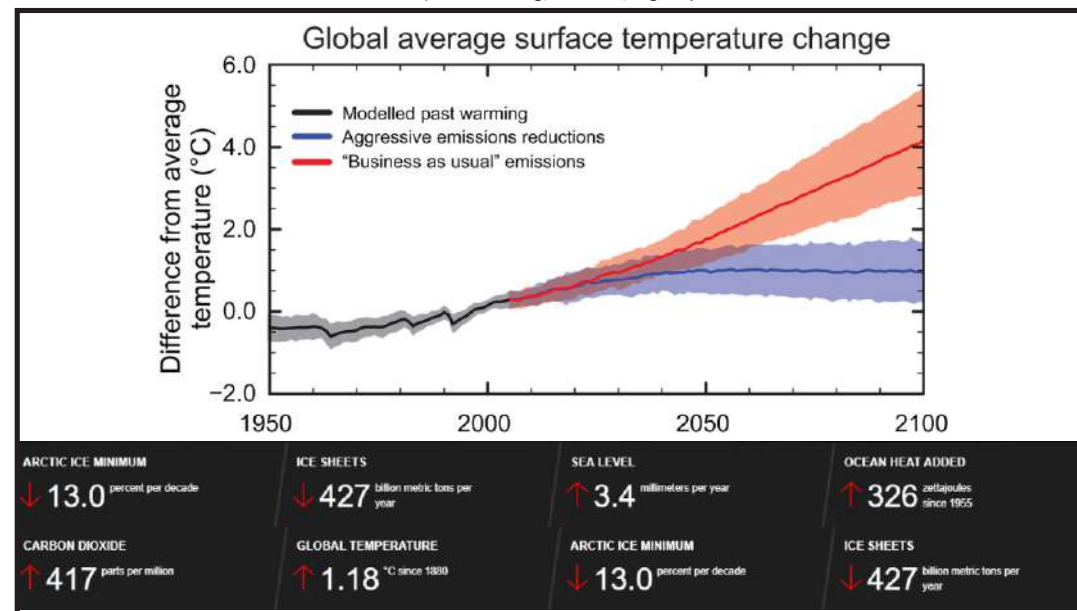 Global average surface temperature change
Difference from average
temperature (°C)
6.0
4.0
2.0
0.0
−2.0
Modelled past warming
Aggressive emissions reductions
“Business as usual” emissions
1950 2000 2050 2100
ARCTIC ICE MINIMUM ICE SHEETS SEA LEVEL OCEAN HEAT ADDED
↓ 13.0 percent per decade ↓ 427 billion metric tons per year ↑ 3.4 millimeters per year ↑ 326 zettajoules since 1955
CARBON DIOXIDE GLOBAL TEMPERATURE ARCTIC ICE MINIMUM ICE SHEETS
↑ 417 parts per million ↑ 1.18 °C since 1880 ↓ 13.0 percent per decade ↓ 427 billion metric tons per year